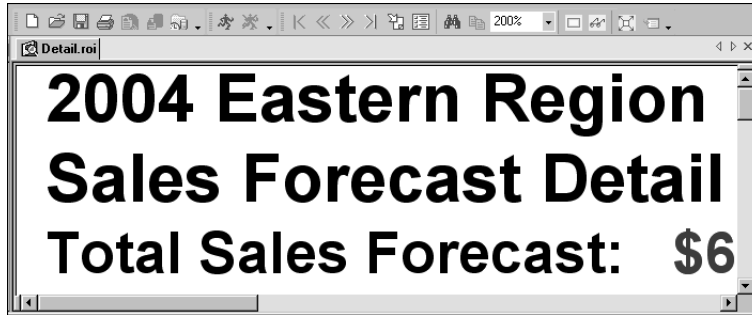 200%
Detail.roi
2004 Eastern Region
Sales Forecast Detail
Total Sales Forecast: $6